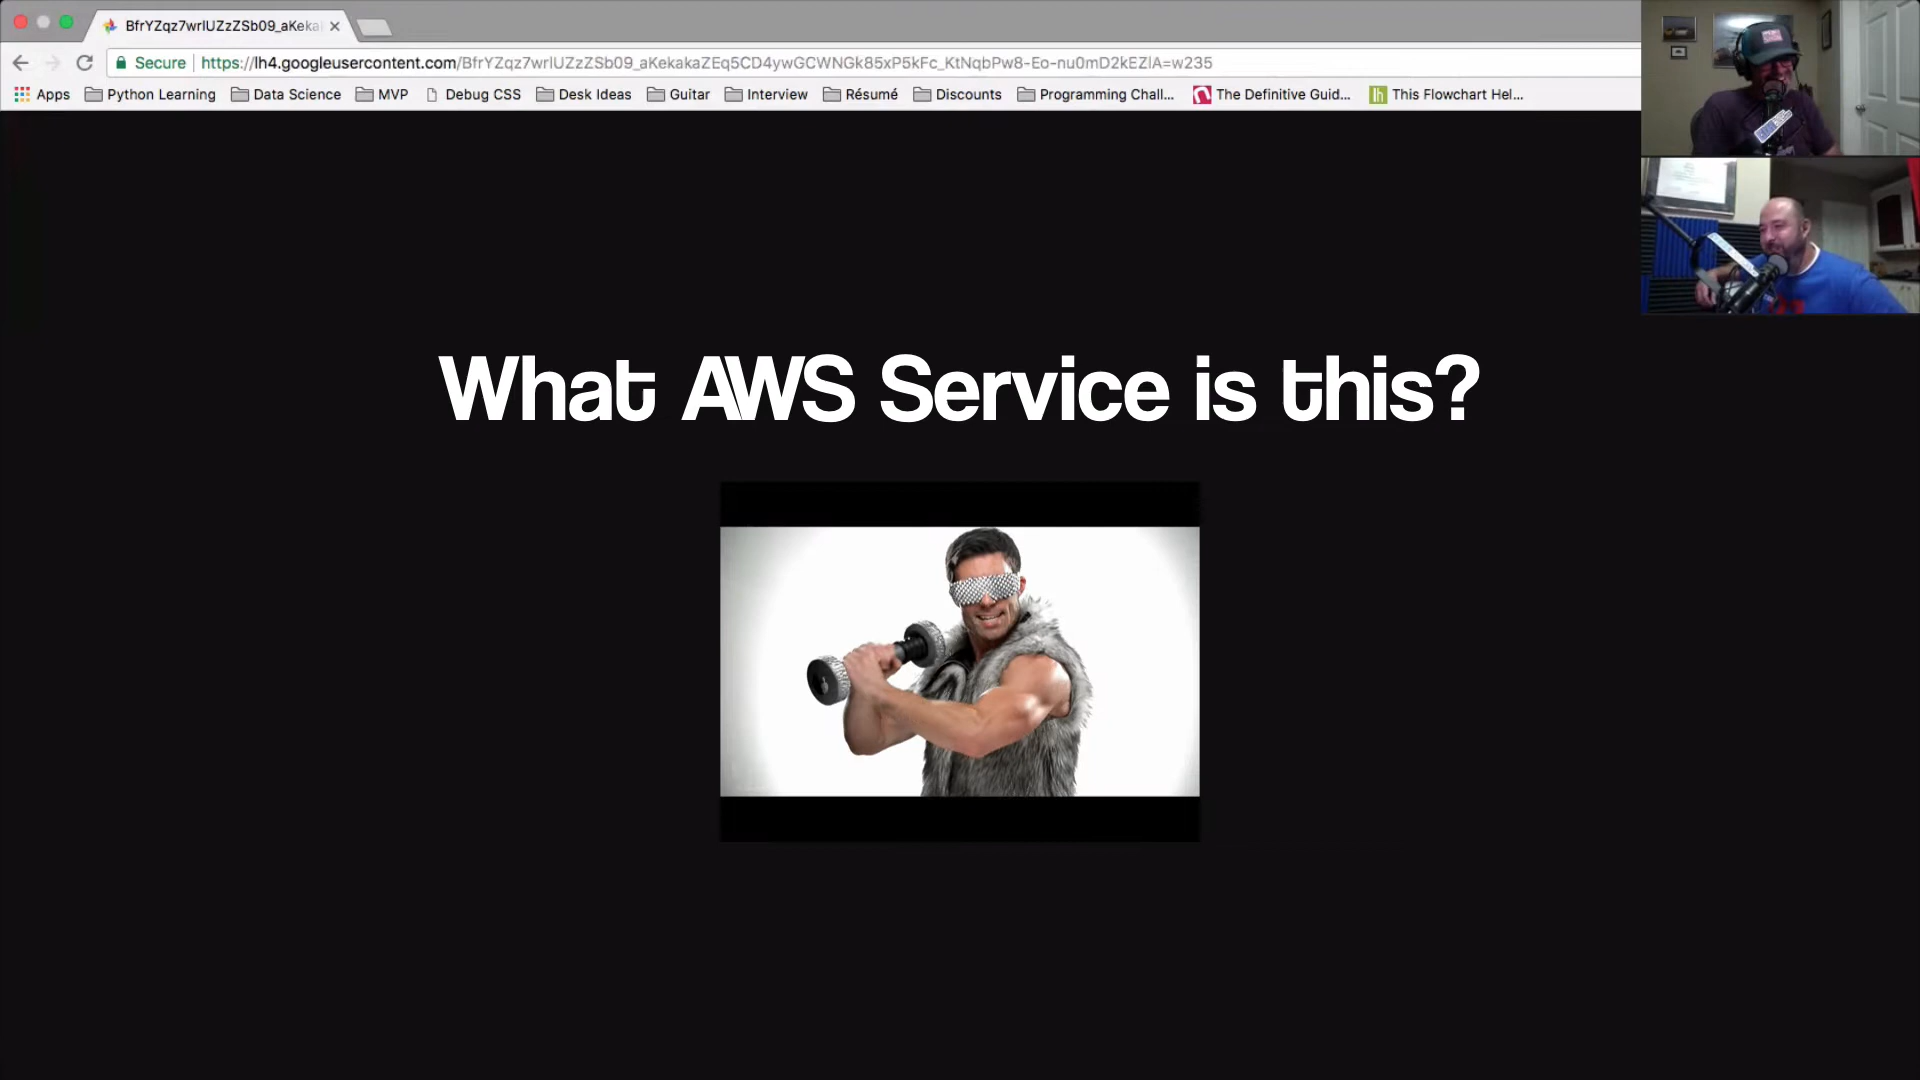 BfrYZqz7wrlUZzZSb09_aKeka
Secure https://lh4.googleusercontent.com/BfrYZqz7wrlUZzZSb09_aKekakaZEq5CD4ywGCWNGk85xP5kFc_KtNqbPw8-Eo-nu0mD2kEZlA=w235
Apps Python Learning Data Science MVP Debug CSS Desk Ideas Guitar Interview Résumé Discounts Programming Chall... The Definitive Guid... This Flowchart Hel...
What AWS Service is this?